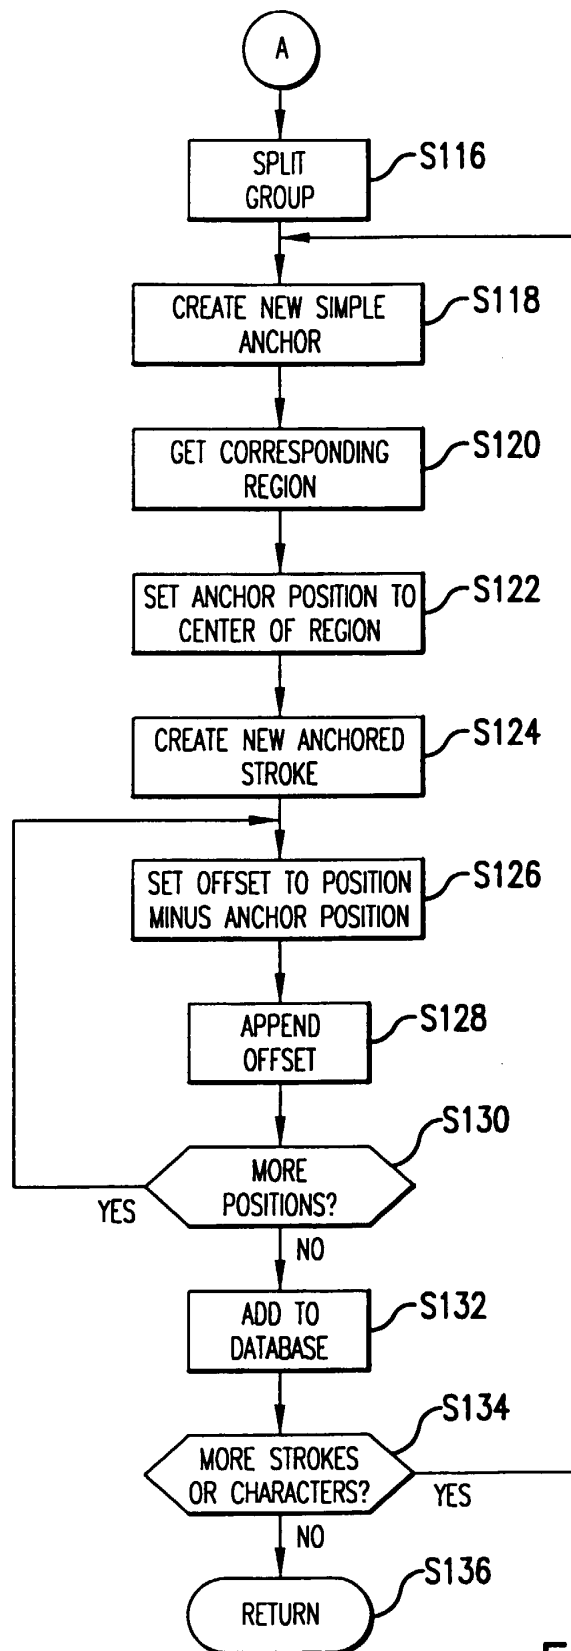 A
SPLIT
GROUP
S116
CREATE NEW SIMPLE
ANCHOR
S118
GET CORRESPONDING
REGION
S120
SET ANCHOR POSITION TO
CENTER OF REGION
S122
CREATE NEW ANCHORED
STROKE
S124
SET OFFSET TO POSITION
MINUS ANCHOR POSITION
S126
APPEND
OFFSET
S128
MORE
POSITIONS?
S130
YES
NO
ADD TO
DATABASE
S132
MORE STROKES
OR CHARACTERS?
S134
YES
NO
RETURN
S136